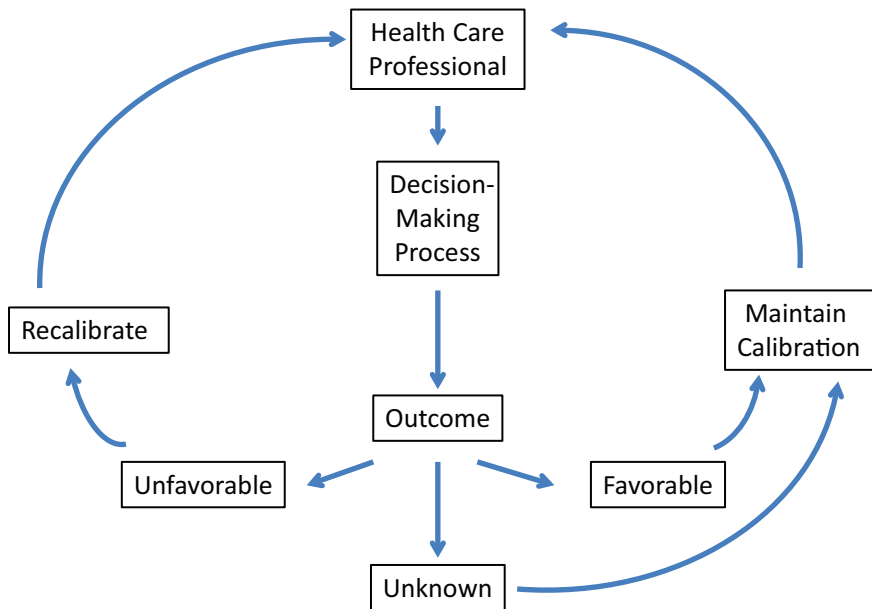 Health Care
Professional
Decision-
Making
Process
Recalibrate
Maintain
Calibration
Outcome
Unfavorable
Favorable
Unknown